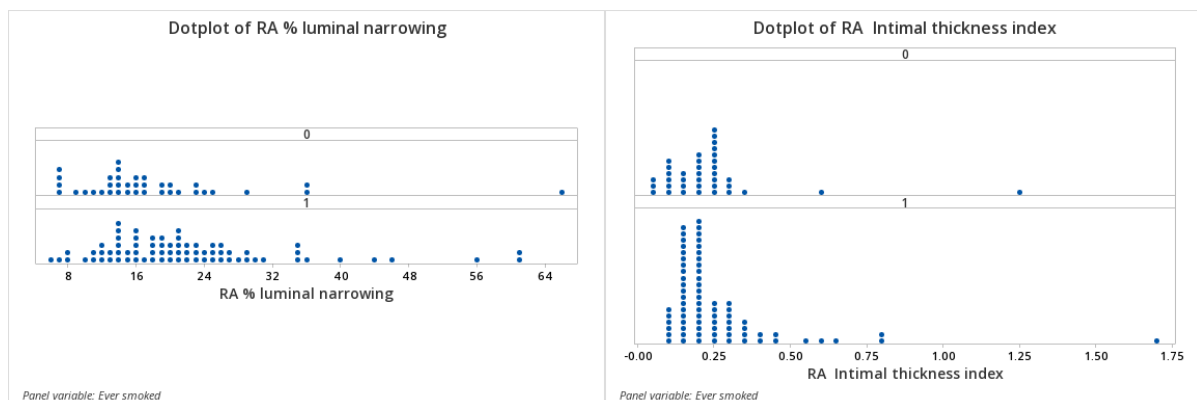 Dotplot of RA % luminal narrowing
0
1
8 16 24 32 40 48 56 64
RA % luminal narrowing
Panel variable: Ever smoked
Dotplot of RA Intimal thickness index
0
1
-0.00 0.25 0.50 0.75 1.00 1.25 1.50 1.75
RA Intimal thickness index
Panel variable: Ever smoked